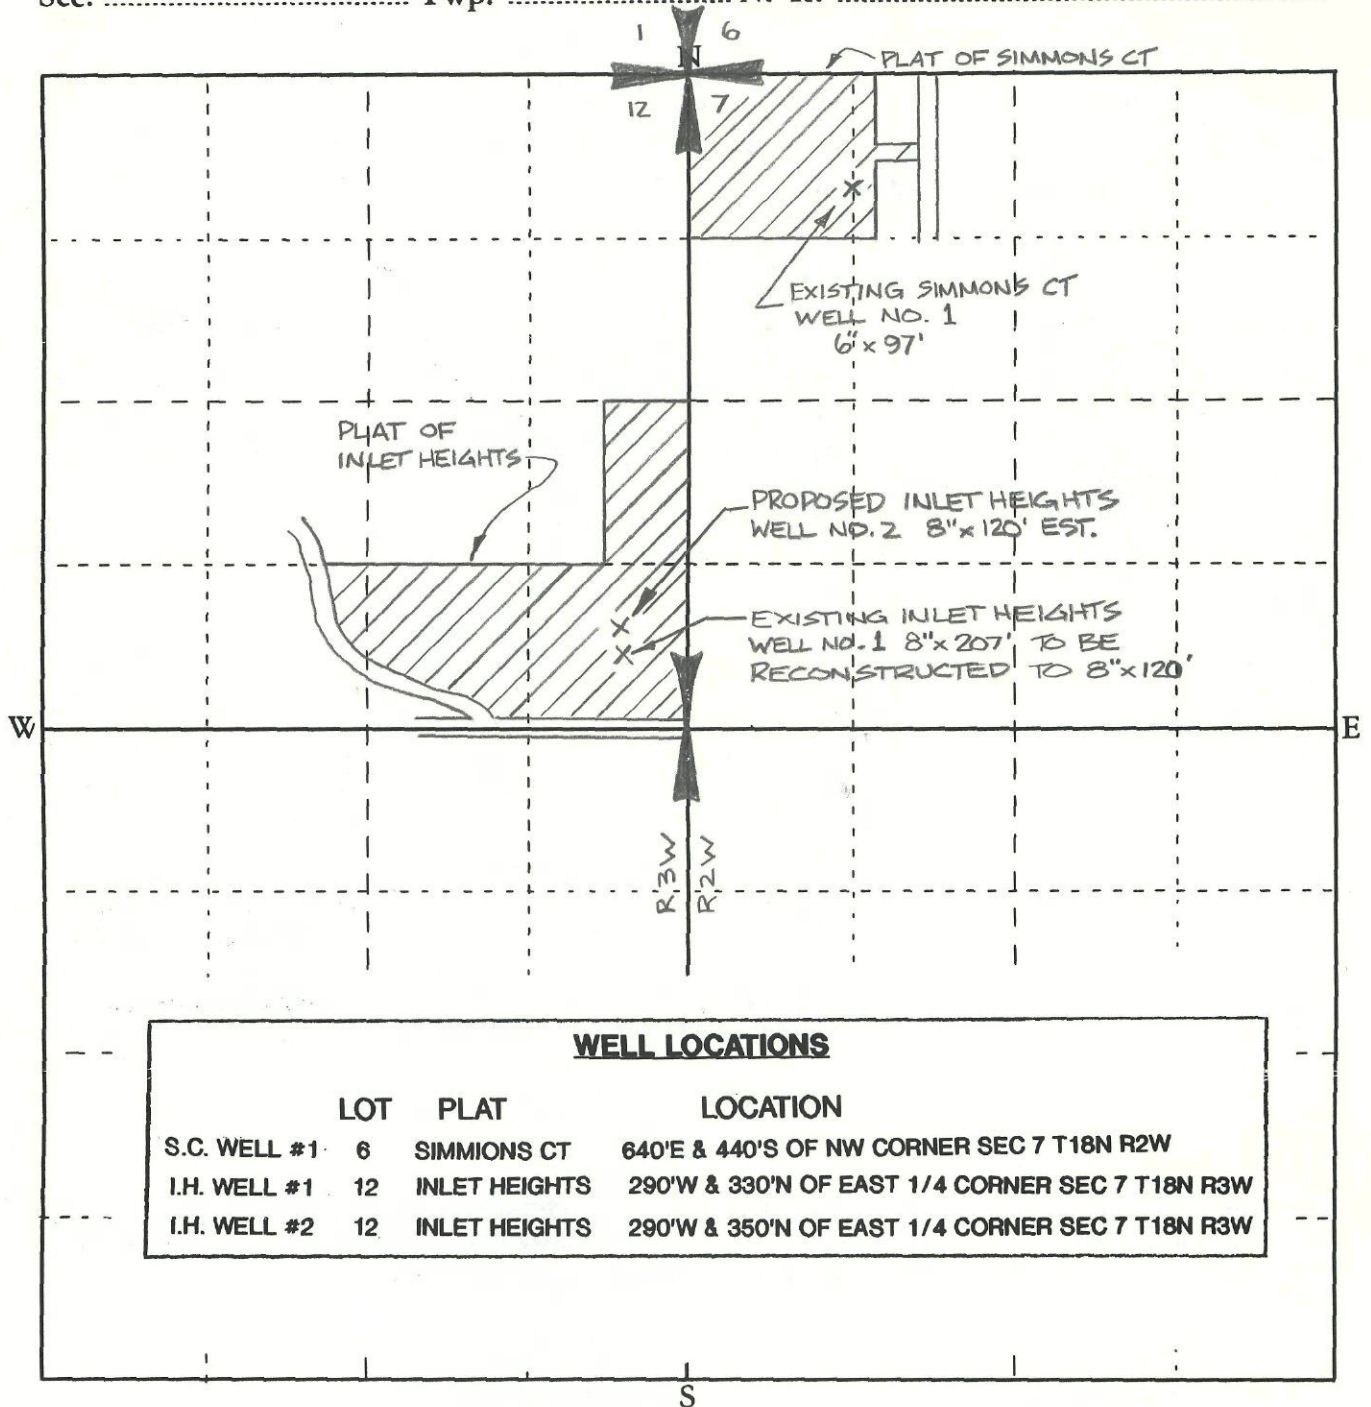 Sec. Twp. N. R.
1 6
N
12 7
PLAT OF SIMMONS CT
EXISTING SIMMONS CT
WELL NO. 1
6" x 97'
PLAT OF
INLET HEIGHTS
PROPOSED INLET HEIGHTS
WELL NO. 2 8" x 120' EST.
EXISTING INLET HEIGHTS
WELL NO. 1 8" x 207' TO BE
RECONSTRUCTED TO 8" x 120'
W
E
R3W
R2W
WELL LOCATIONS
LOT PLAT LOCATION
S.C. WELL #1 6 SIMMIONS CT 640'E & 440'S OF NW CORNER SEC 7 T18N R2W
I.H. WELL #1 12 INLET HEIGHTS 290'W & 330'N OF EAST 1/4 CORNER SEC 7 T18N R3W
I.H. WELL #2 12 INLET HEIGHTS 290'W & 350'N OF EAST 1/4 CORNER SEC 7 T18N R3W
S